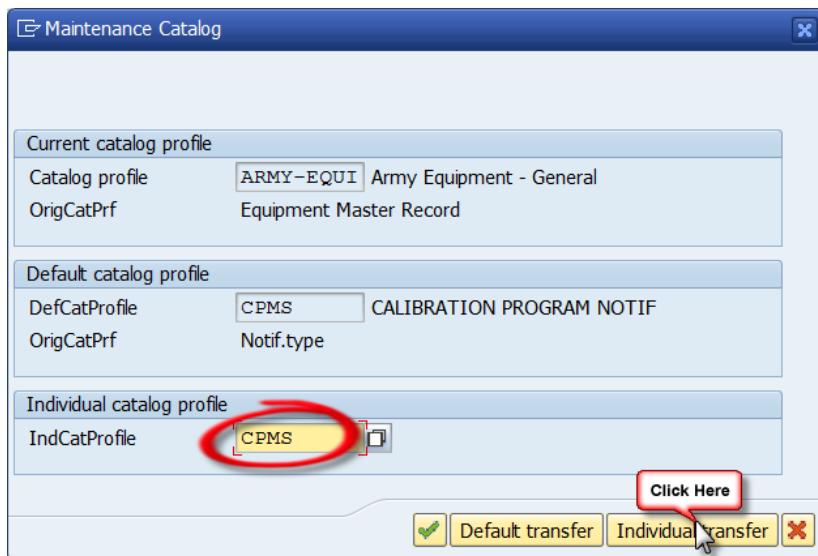 Maintenance Catalog
Current catalog profile
Catalog profile ARMY-EQUI Army Equipment - General
OrigCatPrf Equipment Master Record
Default catalog profile
DefCatProfile CPMS CALIBRATION PROGRAM NOTIF
OrigCatPrf Notif.type
Individual catalog profile
IndCatProfile CPMS
Click Here
Default transfer Individual transfer